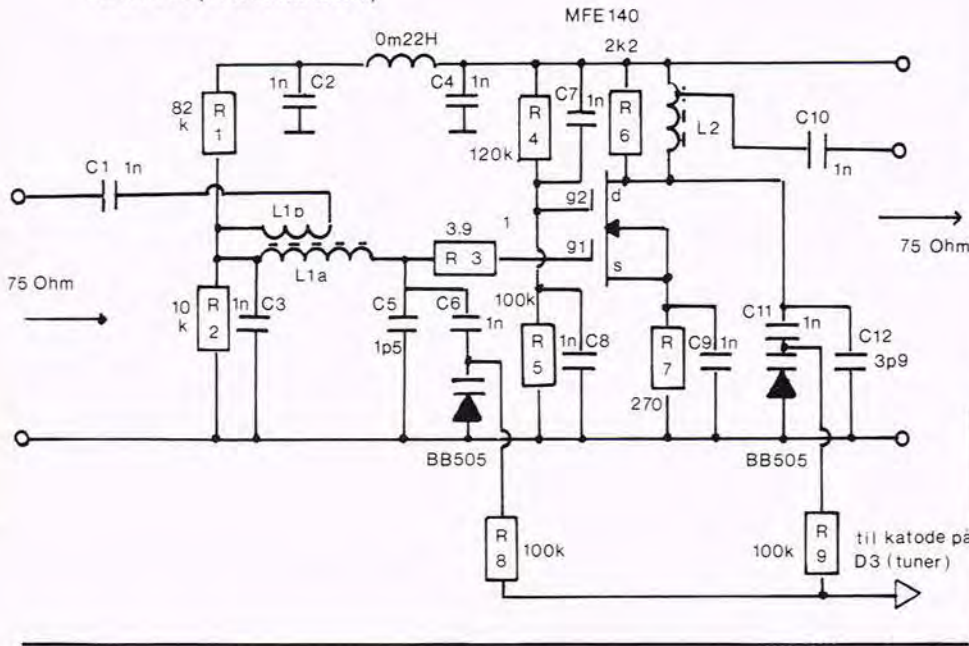 MFE140
0m22H
2k2
1n C2
C4 1n
C7 1n
82 k
R 1
R 4
120k
R 6
L2
C10
1n
C1 1n
g2
d
L1b
3.9
1
R 3
g1
s
L1a
75 Ohm
75 Ohm
10 k
R 2
1n
C3
C5
1p5
C6
1n
100k
R 5
1n
C8
R 7
270
C9
1n
C11
1n
C12
3p9
BB505
BB505
R 8
100k
100k
R 9
til katode på
D3 (tuner)